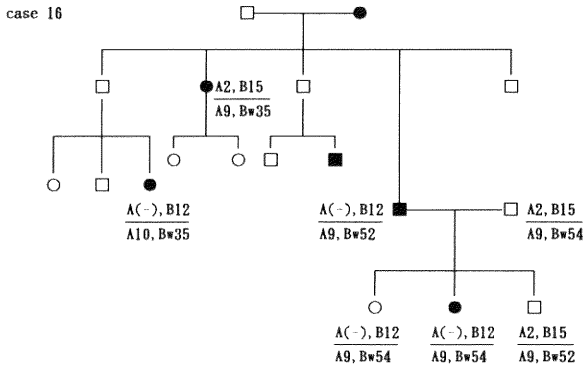 case 16
A2, B15
A9, Bw35
A(-), B12
A10, Bw35
A(-), B12
A9, Bw52
A2, B15
A9, Bw54
A(-), B12
A9, Bw54
A(-), B12
A9, Bw54
A2, B15
A9, Bw52